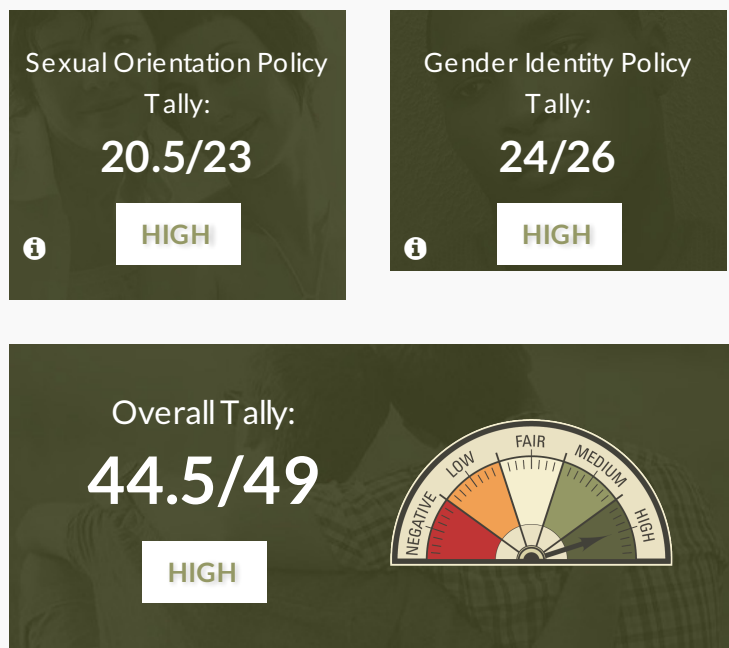 Sexual Orientation Policy
Tally:
20.5/23
HIGH
Gender Identity Policy
Tally:
24/26
HIGH
Overall Tally:
44.5/49
HIGH
NEGATIVE
LOW
FAIR
MEDIUM
HIGH